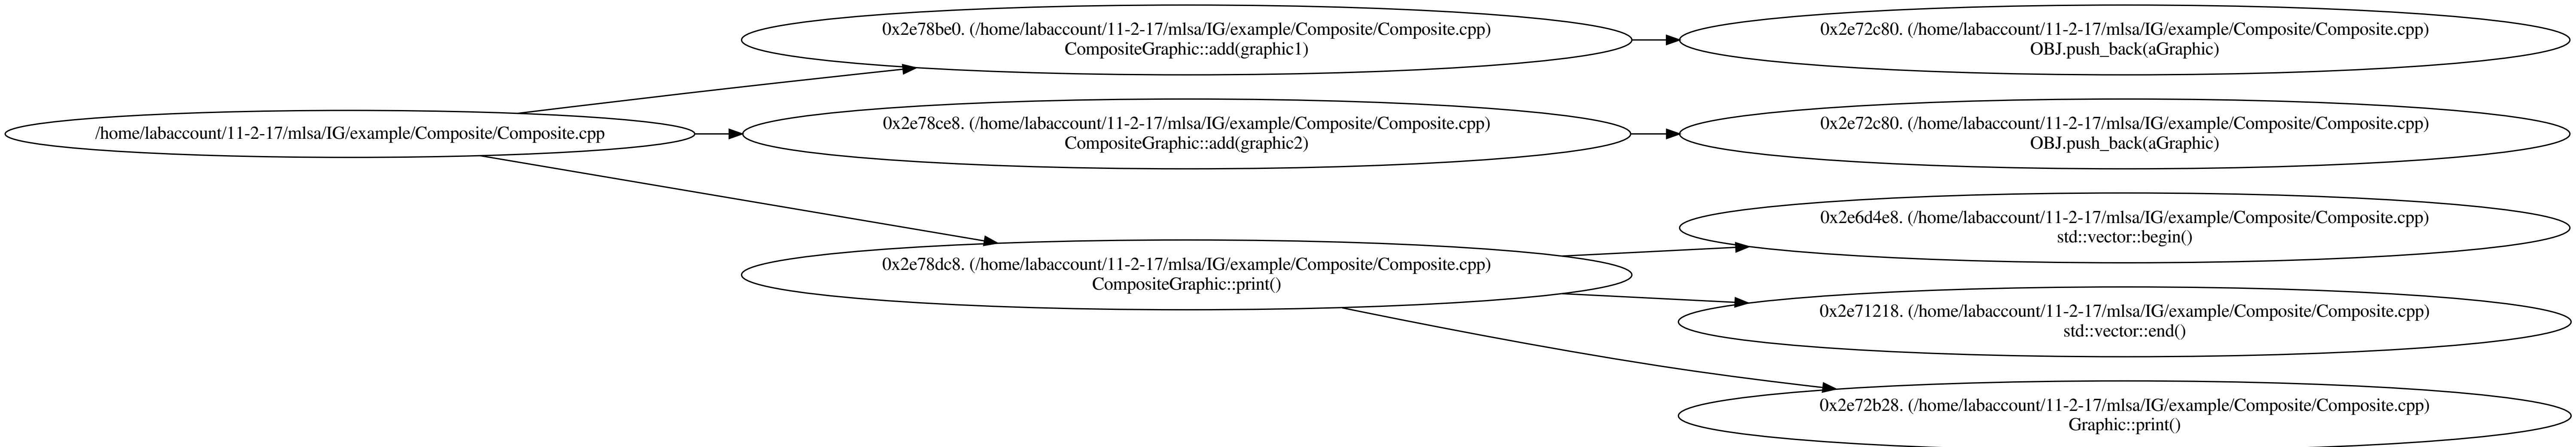 /home/labaccount/11-2-17/mlsa/IG/example/Composite/Composite.cpp
0x2e78be0. (/home/labaccount/11-2-17/mlsa/IG/example/Composite/Composite.cpp)
CompositeGraphic::add(graphic1)
0x2e72c80. (/home/labaccount/11-2-17/mlsa/IG/example/Composite/Composite.cpp)
OBJ.push_back(aGraphic)
0x2e78ce8. (/home/labaccount/11-2-17/mlsa/IG/example/Composite/Composite.cpp)
CompositeGraphic::add(graphic2)
0x2e72c80. (/home/labaccount/11-2-17/mlsa/IG/example/Composite/Composite.cpp)
OBJ.push_back(aGraphic)
0x2e78dc8. (/home/labaccount/11-2-17/mlsa/IG/example/Composite/Composite.cpp)
CompositeGraphic::print()
0x2e6d4e8. (/home/labaccount/11-2-17/mlsa/IG/example/Composite/Composite.cpp)
std::vector::begin()
0x2e71218. (/home/labaccount/11-2-17/mlsa/IG/example/Composite/Composite.cpp)
std::vector::end()
0x2e72b28. (/home/labaccount/11-2-17/mlsa/IG/example/Composite/Composite.cpp)
Graphic::print()